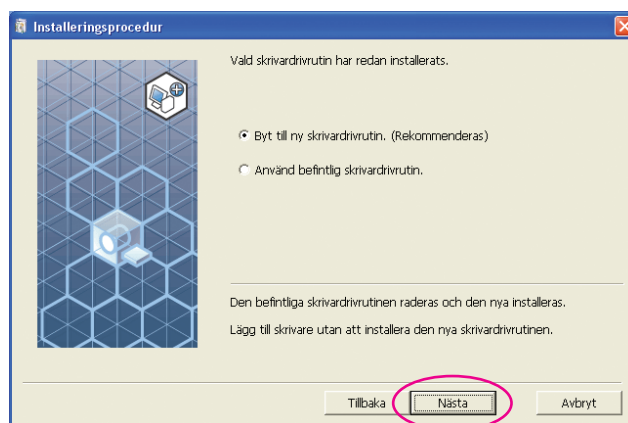 Installeringsprocedur
Vald skrivardrivrutin har redan installerats.
Byt till ny skrivardrivrutin. (Rekommenderas)
Använd befintlig skrivardrivrutin.
Den befintliga skrivardrivrutinen raderas och den nya installeras.
Lägg till skrivare utan att installera den nya skrivardrivrutinen.
Tillbaka
Nästa
Avbryt